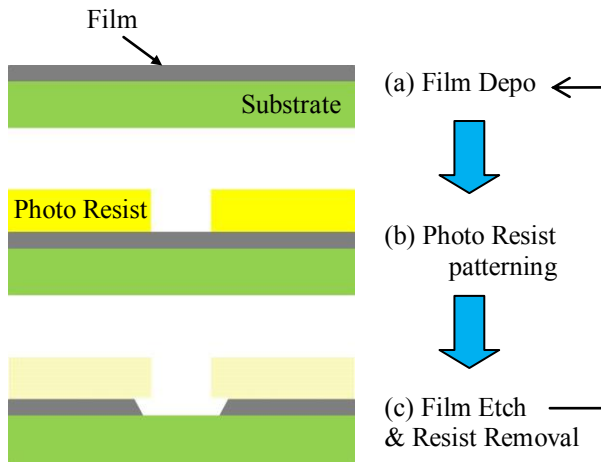 Film
(a) Film Depo
Substrate
Photo Resist
(b) Photo Resist
patterning
(c) Film Etch
& Resist Removal